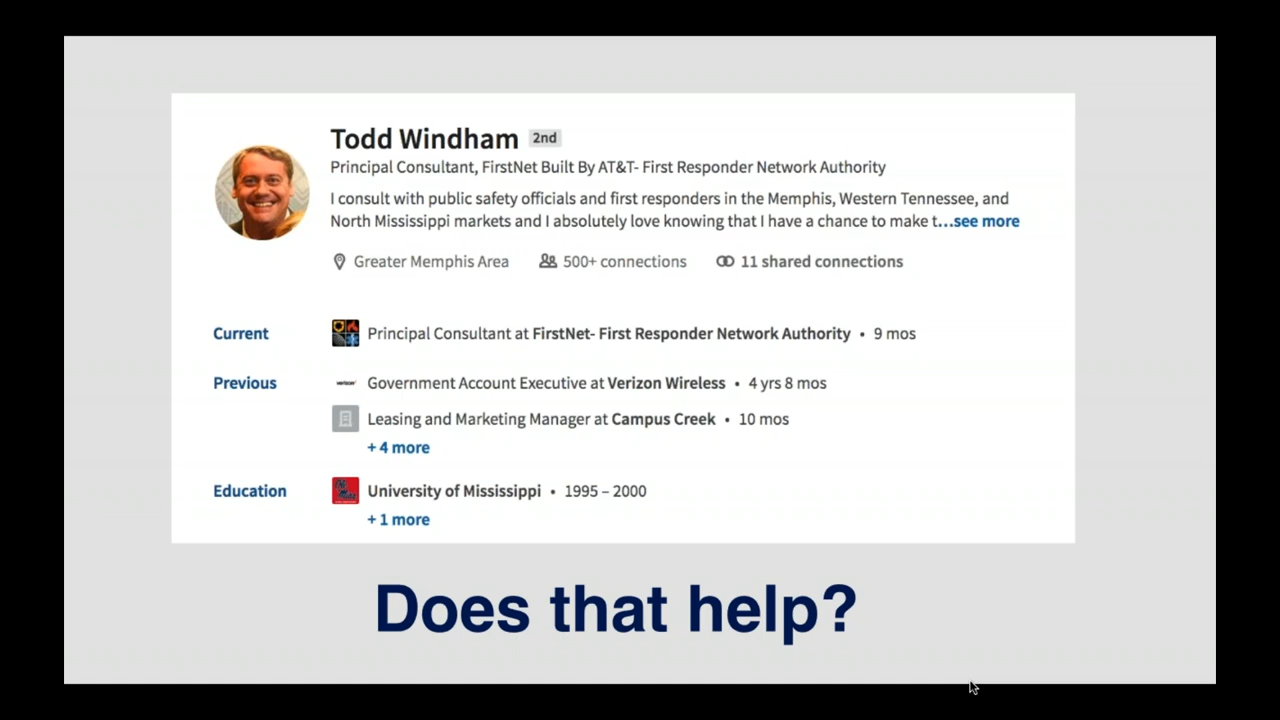 Todd Windham 2nd
Principal Consultant, FirstNet Built By AT&T- First Responder Network Authority
I consult with public safety officials and first responders in the Memphis, Western Tennessee, and
North Mississippi markets and I absolutely love knowing that I have a chance to make t...see more
Greater Memphis Area 500+ connections 11 shared connections
Current Principal Consultant at FirstNet- First Responder Network Authority • 9 mos
Previous verizon Government Account Executive at Verizon Wireless • 4 yrs 8 mos
Leasing and Marketing Manager at Campus Creek • 10 mos
+ 4 more
Education Ole Miss University of Mississippi • 1995 – 2000
+ 1 more
Does that help?